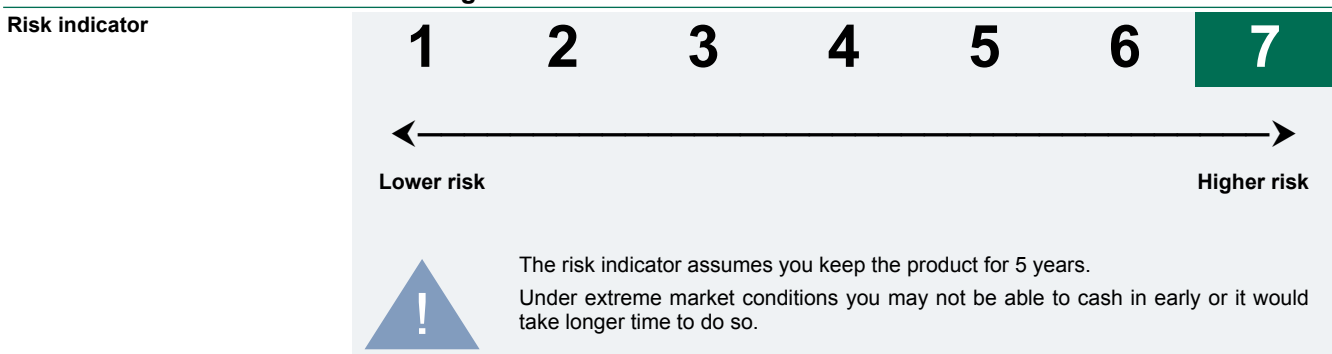 Risk indicator
1 2 3 4 5 6 7
Lower risk Higher risk
!
The risk indicator assumes you keep the product for 5 years.
Under extreme market conditions you may not be able to cash in early or it would
take longer time to do so.